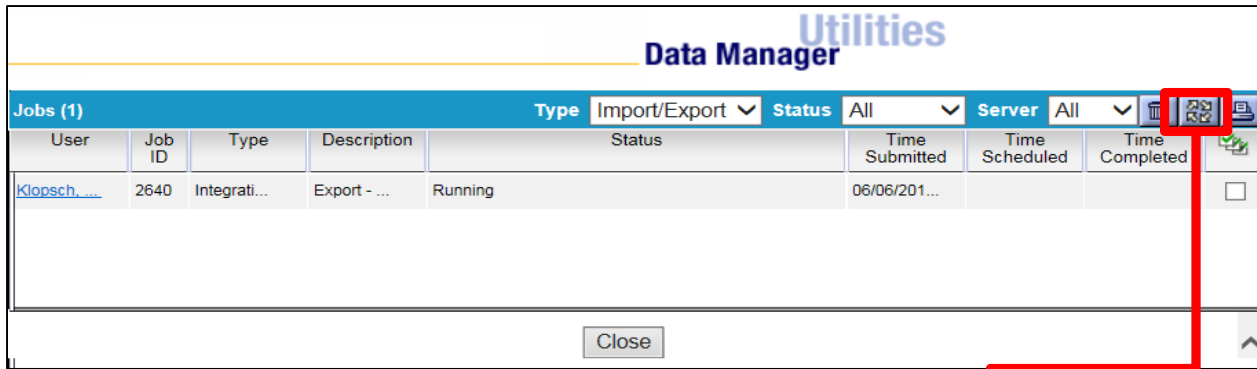 Utilities
Data Manager
Jobs (1) Type Import/Export Status All Server All
User Job ID Type Description Status Time Submitted Time Scheduled Time Completed
Klopsch, ... 2640 Integrati... Export - ... Running 06/06/201...
Close